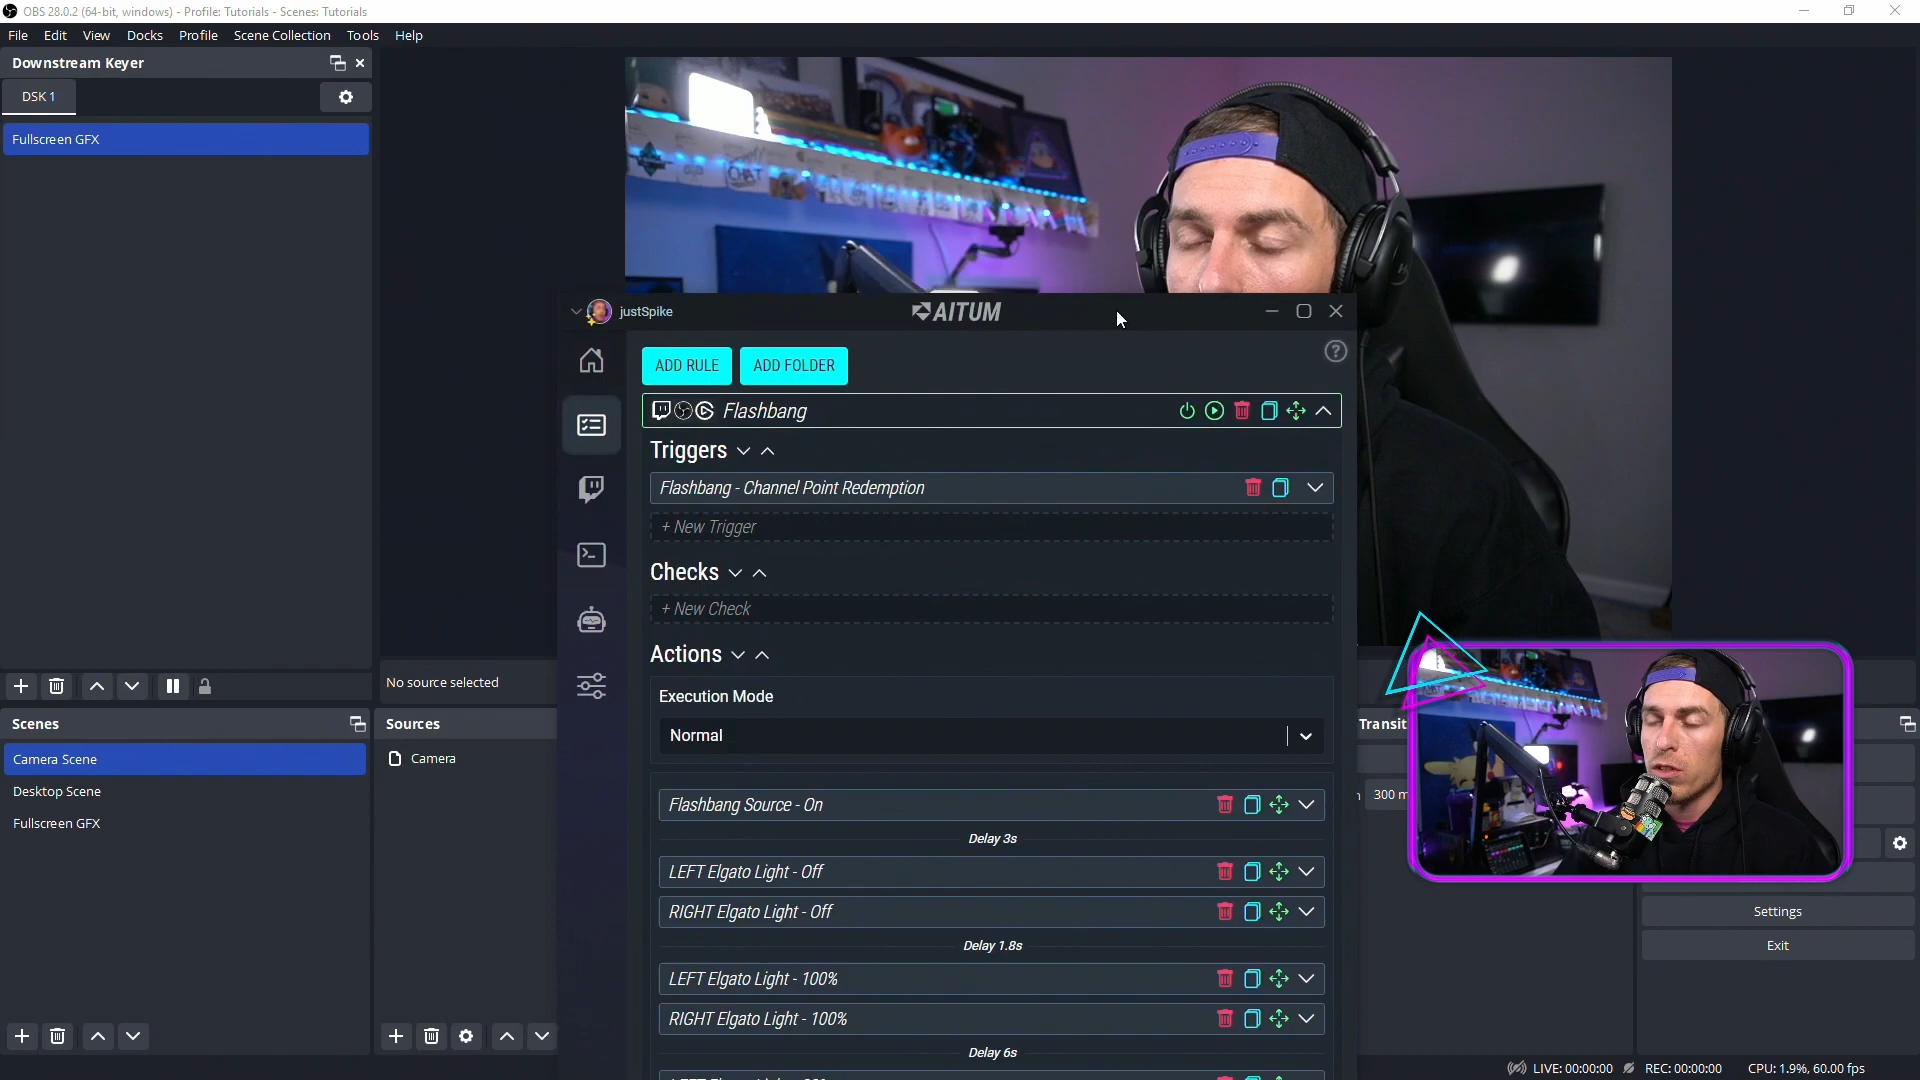 OBS 28.0.2 (64-bit, windows) - Profile: Tutorials - Scenes: Tutorials
File Edit View Docks Profile Scene Collection Tools Help
Downstream Keyer
DSK 1
Fullscreen GFX
CHAT
justSpike
AITUM
ADD RULE
ADD FOLDER
Flashbang
Triggers
Flashbang - Channel Point Redemption
+ New Trigger
Checks
+ New Check
Actions
Execution Mode
Normal
Flashbang Source - On
Delay 3s
LEFT Elgato Light - Off
RIGHT Elgato Light - Off
Delay 1.8s
LEFT Elgato Light - 100%
RIGHT Elgato Light - 100%
Delay 6s
No source selected
Scenes
Camera Scene
Desktop Scene
Fullscreen GFX
Sources
Camera
Transit
300 m
Settings
Exit
LIVE: 00:00:00
REC: 00:00:00
CPU: 1.9%, 60.00 fps